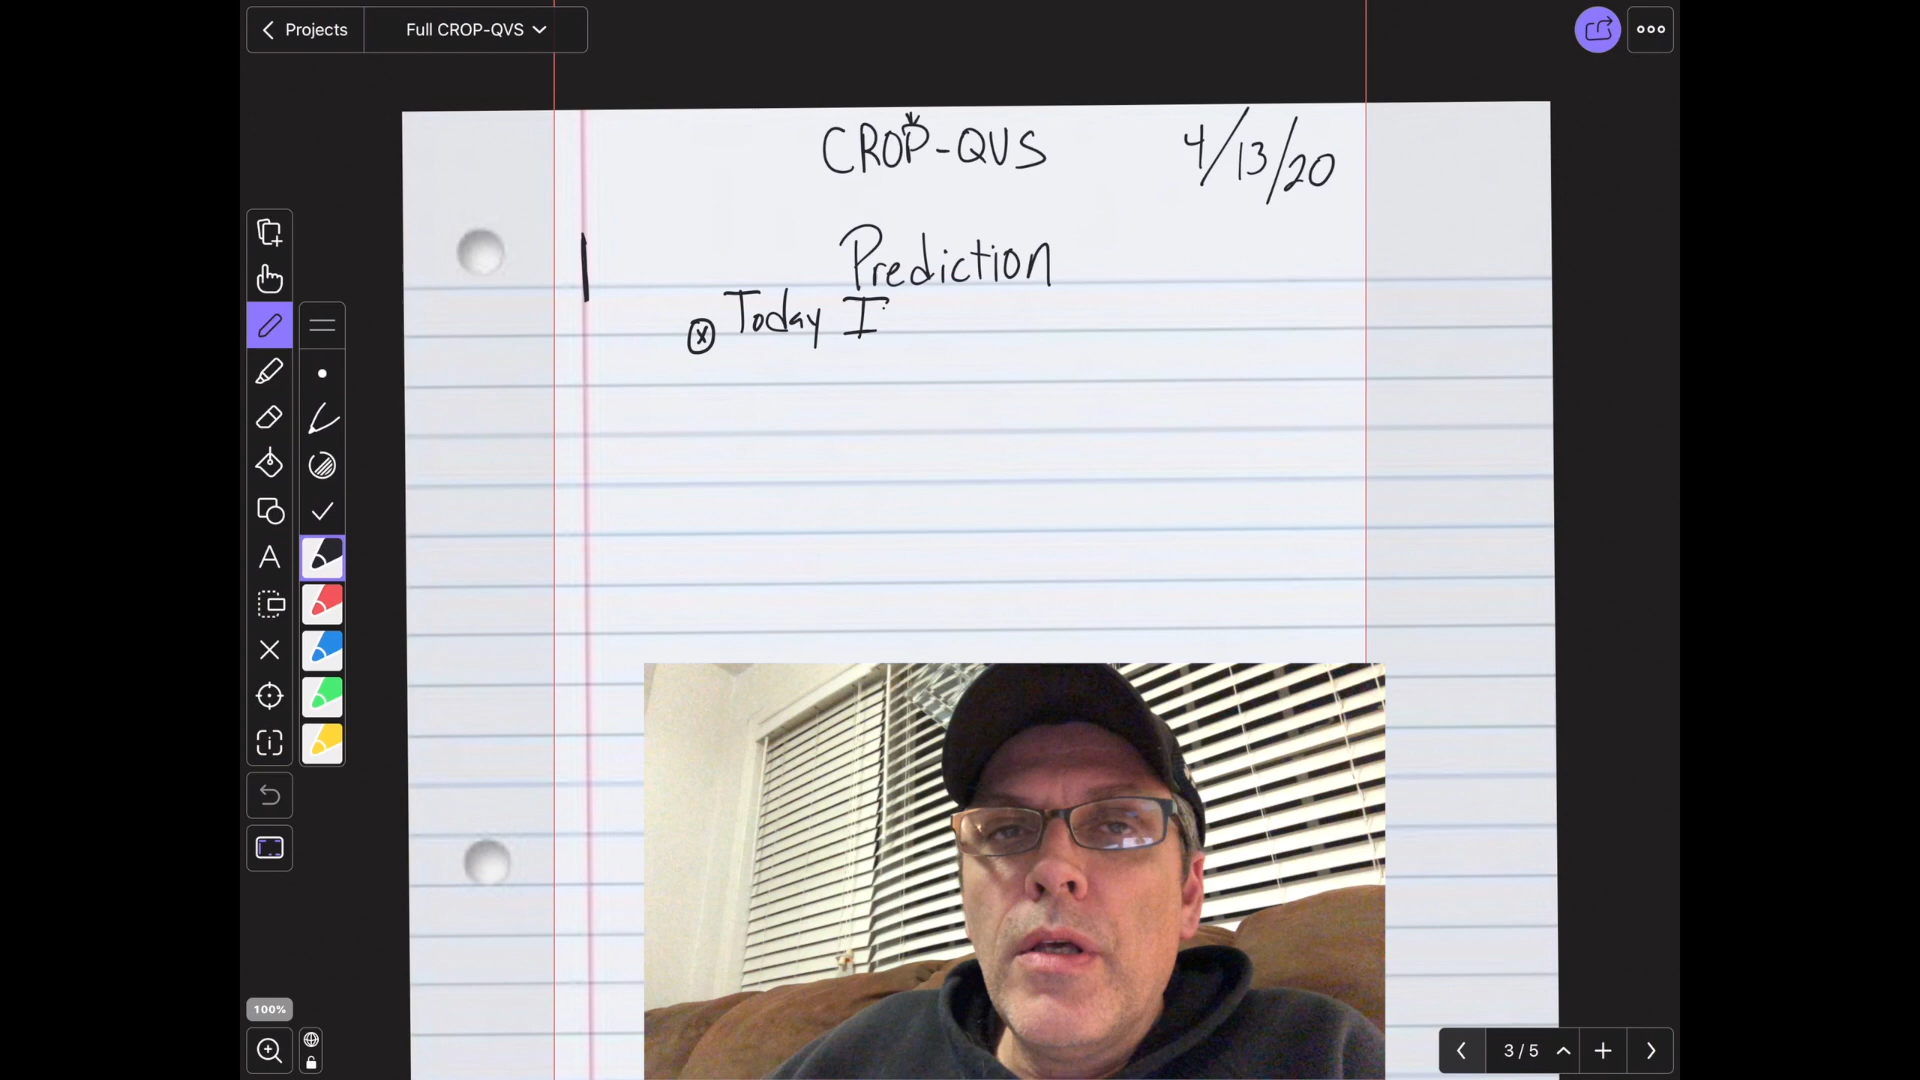 Projects Full CROP-QVS
CROP-QVS 4/13/20
Prediction
Today I
A
100%
3 / 5